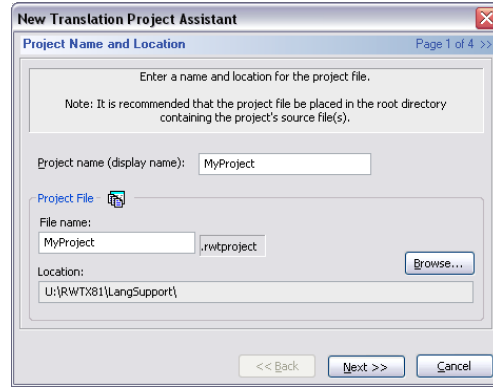 New Translation Project Assistant
Project Name and Location
Page 1 of 4 >>
Enter a name and location for the project file.
Note: It is recommended that the project file be placed in the root directory
containing the project's source file(s).
Project name (display name):
MyProject
Project File
File name:
MyProject
.rwtproject
Browse...
Location:
U:\RWTX81\LangSupport\
<< Back
Next >>
Cancel